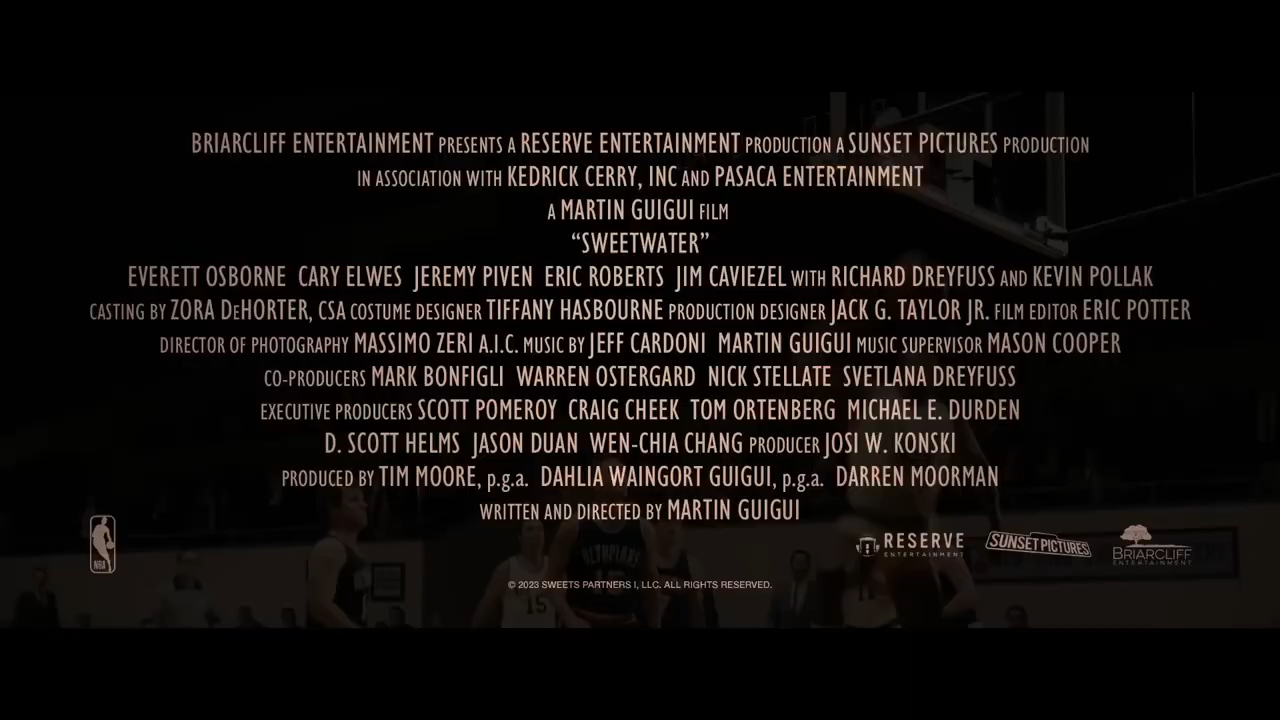 BRIARCLIFF ENTERTAINMENT PRESENTS A RESERVE ENTERTAINMENT PRODUCTION A SUNSET PICTURES PRODUCTION
IN ASSOCIATION WITH KEDRICK CERRY, INC AND PASACA ENTERTAINMENT
A MARTIN GUIGUI FILM
“SWEETWATER”
EVERETT OSBORNE CARY ELWES JEREMY PIVEN ERIC ROBERTS JIM CAVIEZEL WITH RICHARD DREYFUSS AND KEVIN POLLAK
CASTING BY ZORA DeHORTER, CSA COSTUME DESIGNER TIFFANY HASBOURNE PRODUCTION DESIGNER JACK G. TAYLOR JR. FILM EDITOR ERIC POTTER
DIRECTOR OF PHOTOGRAPHY MASSIMO ZERI A.I.C. MUSIC BY JEFF CARDONI MARTIN GUIGUI MUSIC SUPERVISOR MASON COOPER
CO-PRODUCERS MARK BONFIGLI WARREN OSTERGARD NICK STELLATE SVETLANA DREYFUSS
EXECUTIVE PRODUCERS SCOTT POMEROY CRAIG CHEEK TOM ORTENBERG MICHAEL E. DURDEN
D. SCOTT HELMS JASON DUAN WEN-CHIA CHANG PRODUCER JOSI W. KONSKI
PRODUCED BY TIM MOORE, p.g.a. DAHLIA WAINGORT GUIGUI, p.g.a. DARREN MOORMAN
WRITTEN AND DIRECTED BY MARTIN GUIGUI
NBA
RESERVE
ENTERTAINMENT
SUNSET PICTURES
BRIARCLIFF
ENTERTAINMENT
OLYMPIANS
© 2023 SWEETS PARTNERS I, LLC. ALL RIGHTS RESERVED.
15
11